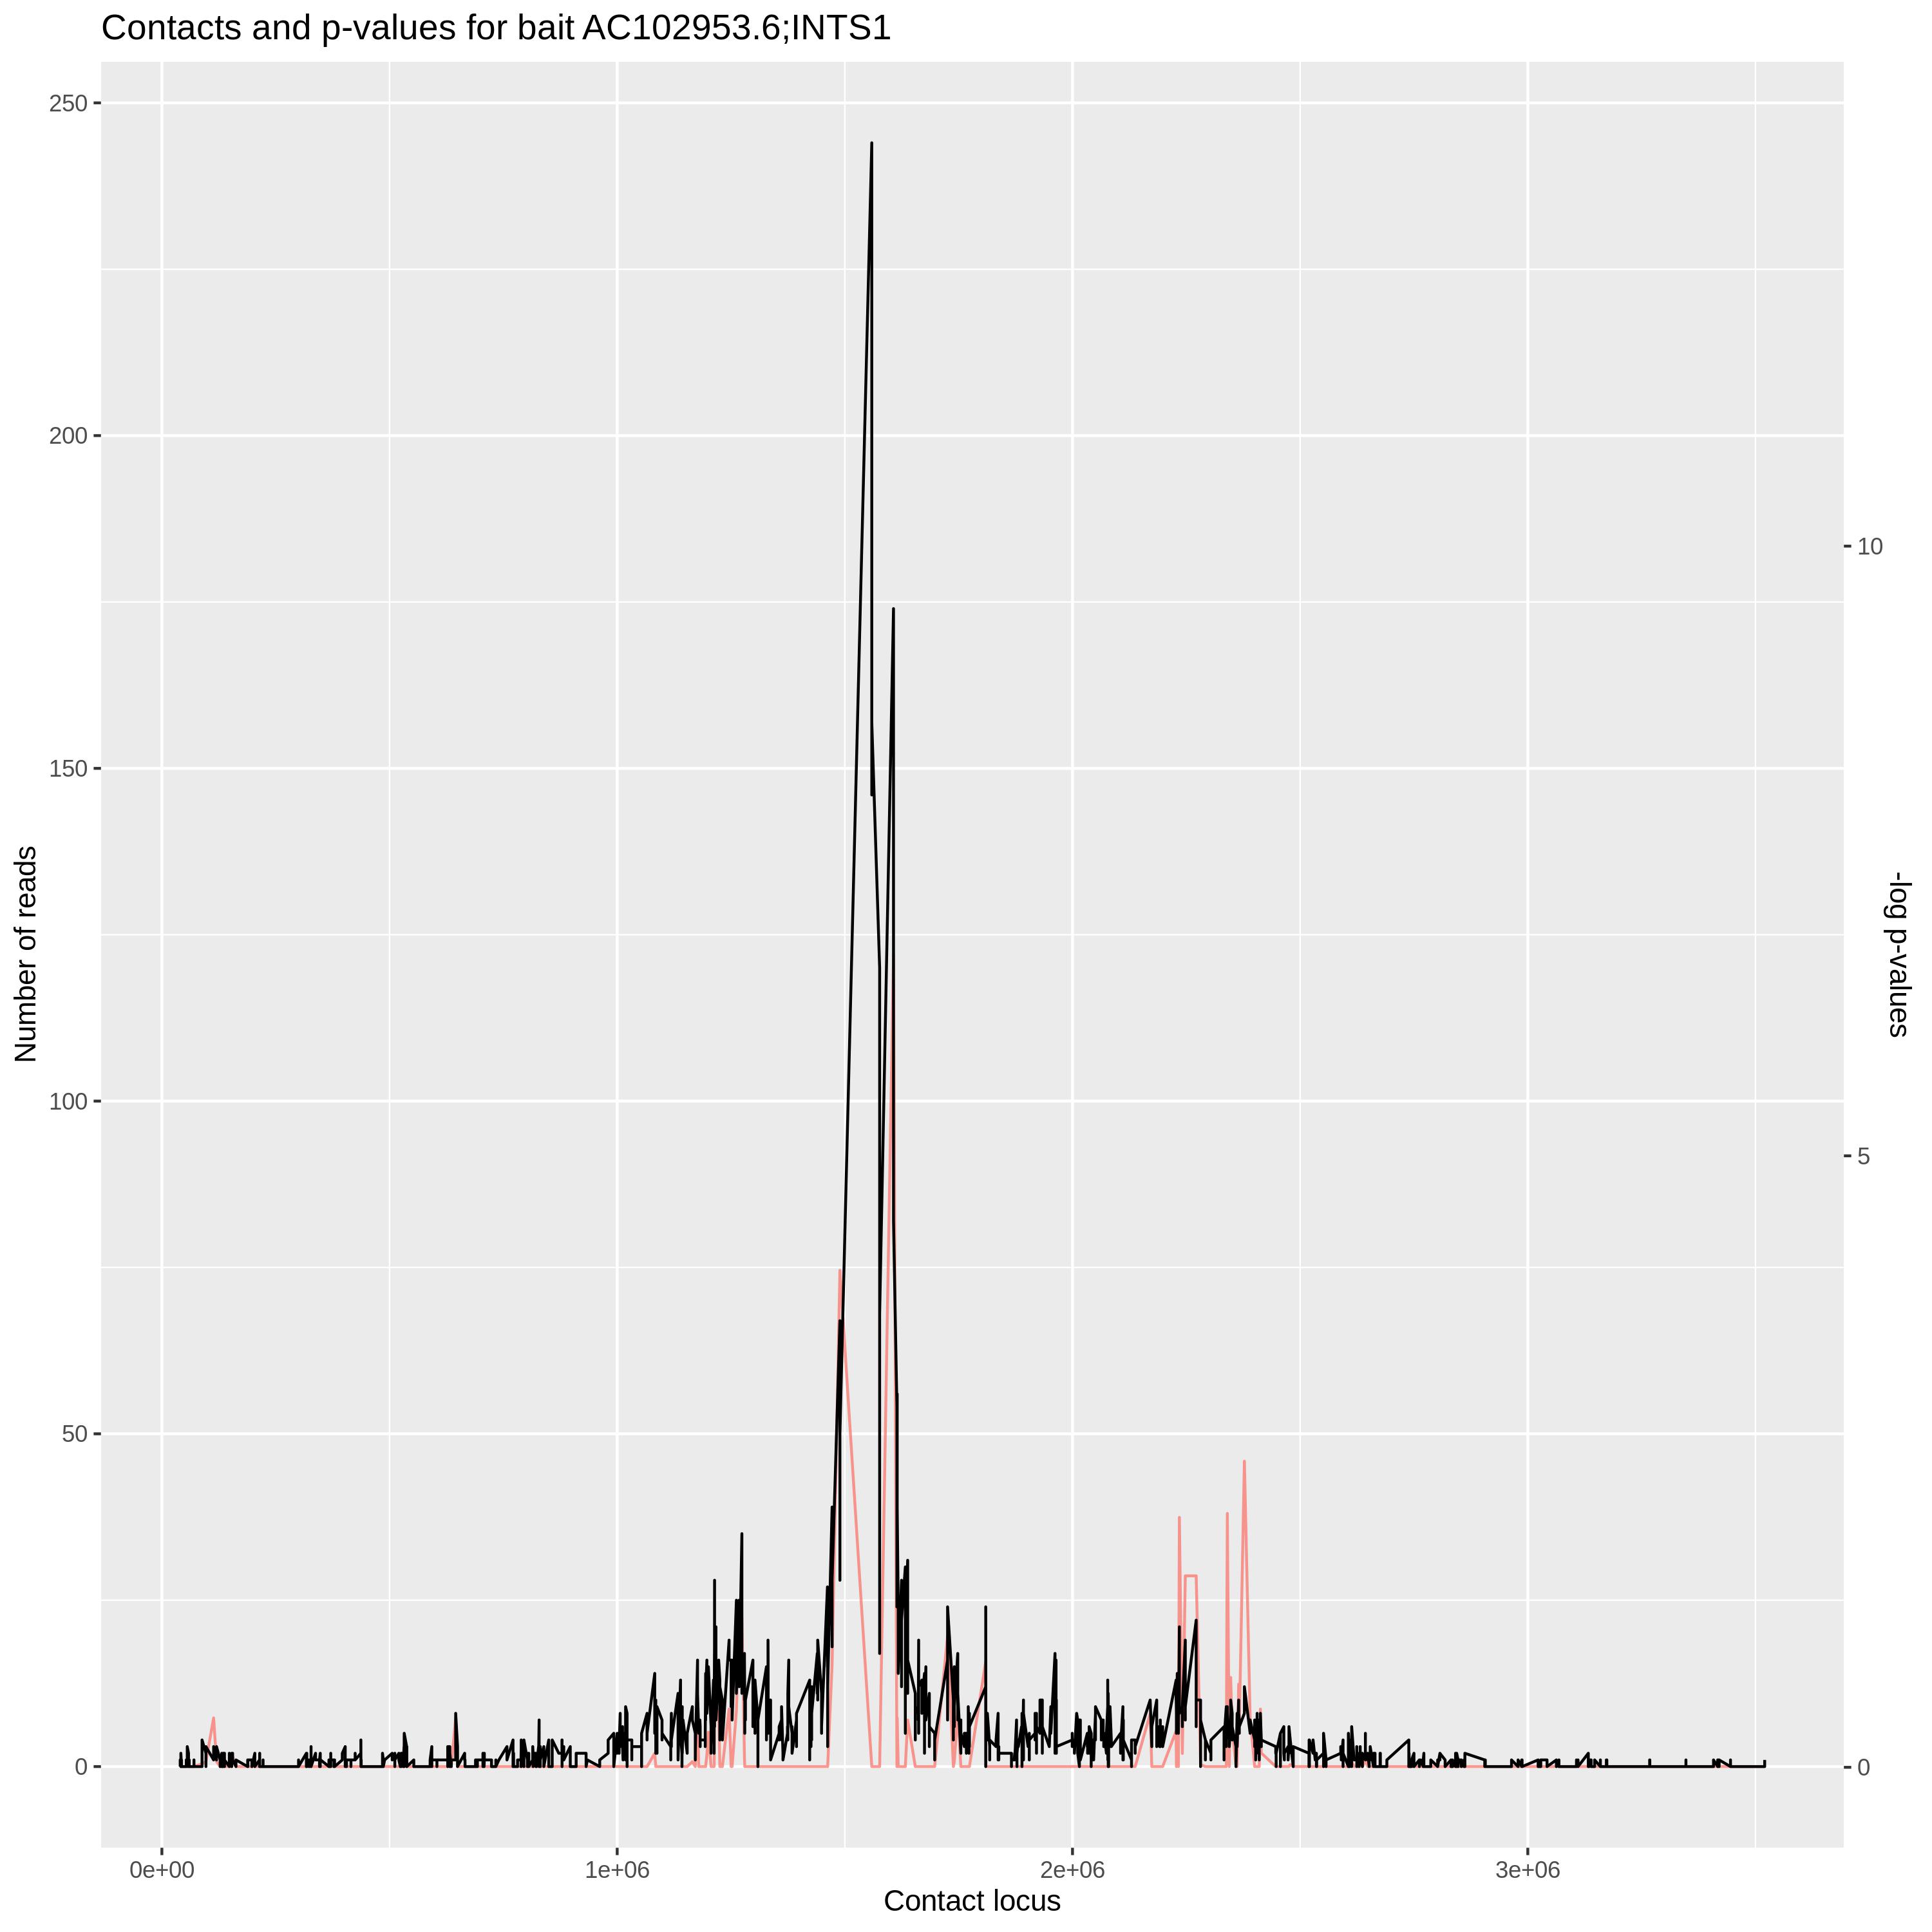 Contacts and p-values for bait AC102953.6;INTS1
250
200
150
100
50
0
Number of reads
10
5
0
-log p-values
0e+00
1e+06
2e+06
3e+06
Contact locus